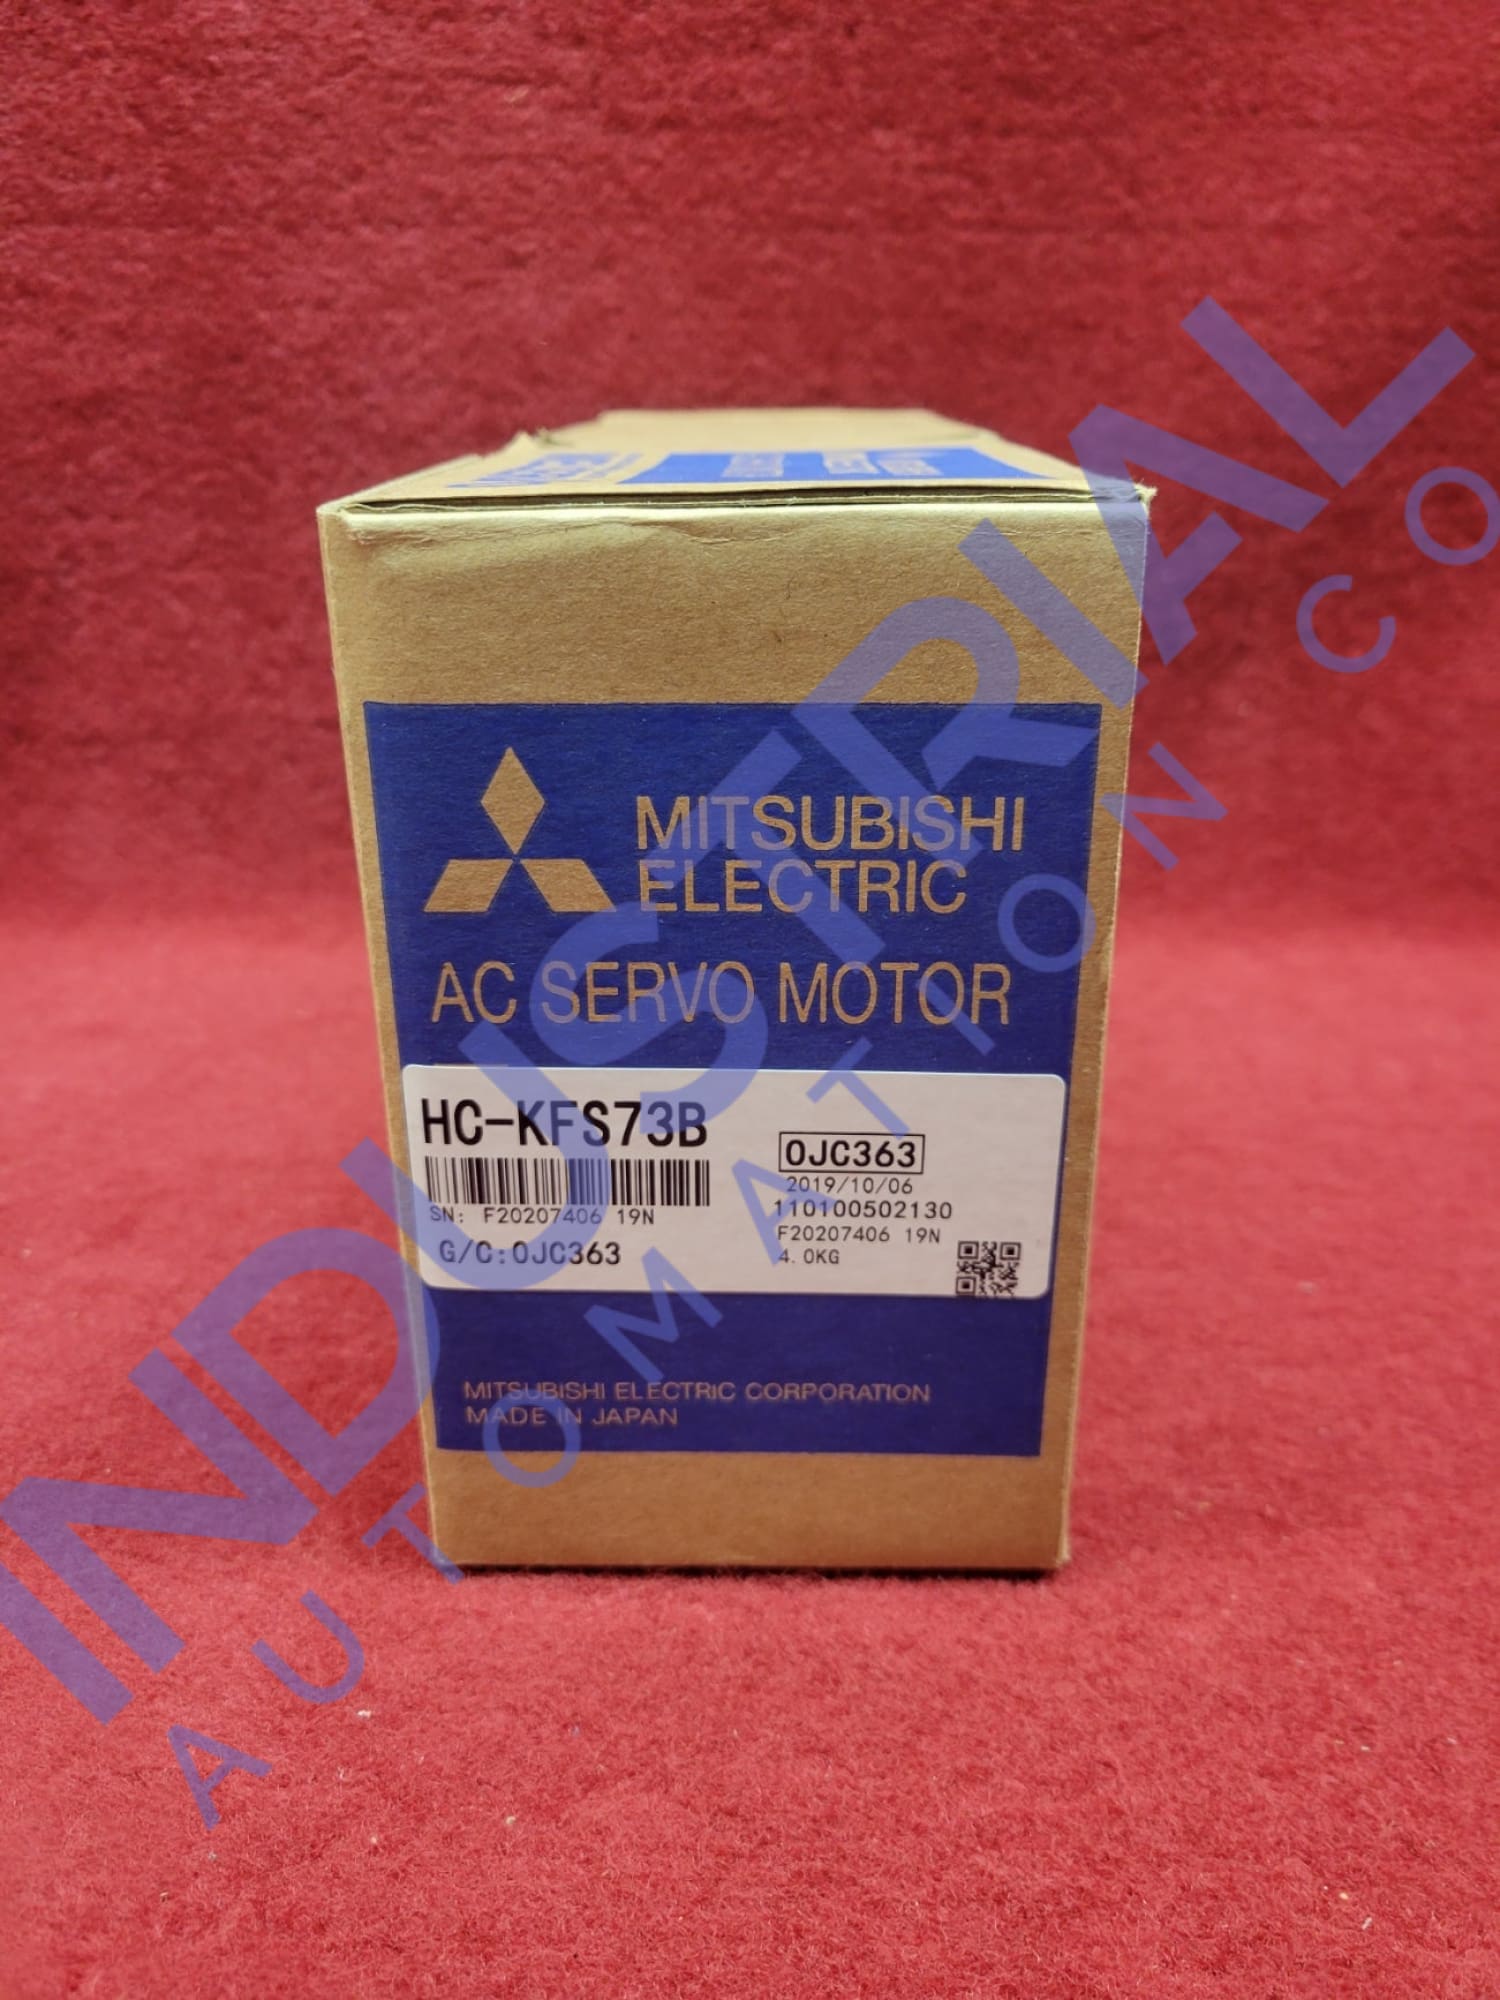 MITSUBISHI
ELECTRIC
AC SERVO MOTOR
HC-KFS73B
SN: F20207406 19N
G/C:0JC363
0JC363
2019/10/06
110100502130
F20207406 19N
4.0KG
MITSUBISHI ELECTRIC CORPORATION
MADE IN JAPAN
INDUSTRIAL
AUTOMATION CO